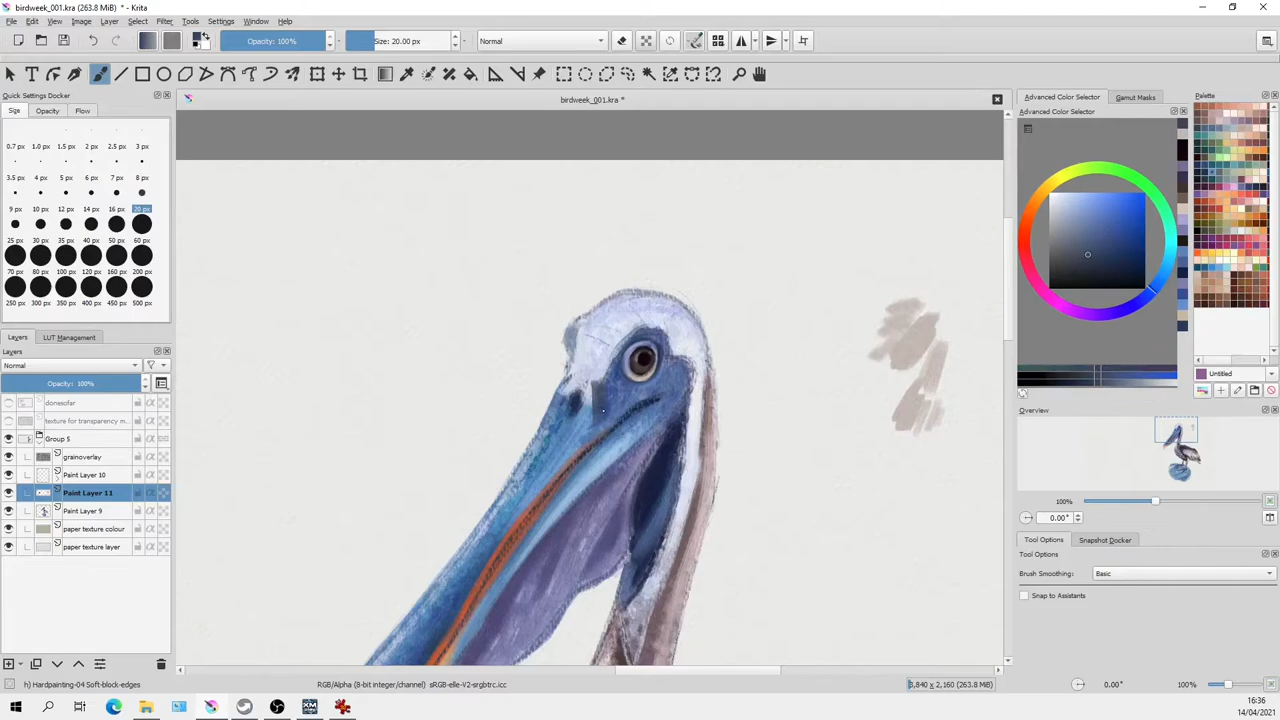 birdweek_001.kra (263.8 MiB) * - Krita
File Edit View Image Layer Select Filter Tools Settings Window Help
Opacity: 100% Size: 20.00 px Normal
birdweek_001.kra *
Quick Settings Docker
Size Opacity Flow
0.7 px 1.0 px 1.5 px 2 px 2.5 px 3 px
3.5 px 4 px 5 px 6 px 7 px 8 px
9 px 10 px 12 px 14 px 16 px 20 px
25 px 30 px 35 px 40 px 50 px 60 px
70 px 80 px 100 px 120 px 160 px 200 px
250 px 300 px 350 px 400 px 450 px 500 px
Layers LUT Management
Layers
Normal
Opacity: 100%
donesofar
texture for transparency m...
Group 5
grainoverlay
Paint Layer 10
Paint Layer 11
Paint Layer 9
paper texture colour
paper texture layer
Advanced Color Selector Gamut Masks
Advanced Color Selector
Palette
Untitled
Overview
100%
0.00°
Tool Options Snapshot Docker
Tool Options
Brush Smoothing: Basic
Snap to Assistants
h) Hardpainting-04 Soft-block-edges
RGB/Alpha (8-bit integer/channel) sRGB-elle-V2-srgbtrc.icc
3,840 x 2,160 (263.8 MiB)
0.00°
100%
16:36
14/04/2021